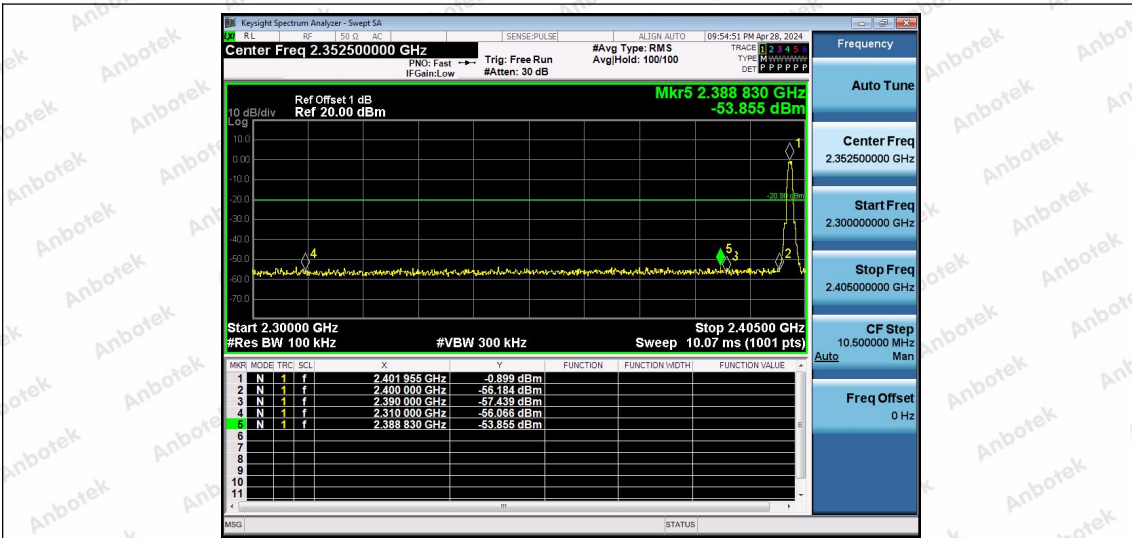 Keysight Spectrum Analyzer - Swept SA
LXI RL RF 50 Ω AC SENSE:PULSE ALIGN AUTO 09:54:51 PM Apr 28, 2024
Center Freq 2.352500000 GHz
PNO: Fast
IFGain:Low
Trig: Free Run
#Atten: 30 dB
#Avg Type: RMS
Avg|Hold: 100/100
TRACE 1 2 3 4 5 6
TYPE M WWWWW
DET P P P P P P
Ref Offset 1 dB
Ref 20.00 dBm
10 dB/div
Log
Mkr5 2.388 830 GHz
-53.855 dBm
10.0
0.00
-10.0
-20.0
-30.0
-40.0
-50.0
-60.0
-70.0
-20.90 dBm
1
2
3
4
5
Start 2.30000 GHz
#Res BW 100 kHz
#VBW 300 kHz
Stop 2.40500 GHz
Sweep 10.07 ms (1001 pts)
MKR MODE TRC SCL X Y FUNCTION FUNCTION WIDTH FUNCTION VALUE
1 N 1 f 2.401 955 GHz -0.899 dBm
2 N 1 f 2.400 000 GHz -56.184 dBm
3 N 1 f 2.390 000 GHz -57.439 dBm
4 N 1 f 2.310 000 GHz -56.066 dBm
5 N 1 f 2.388 830 GHz -53.855 dBm
6
7
8
9
10
11
MSG STATUS
Frequency
Auto Tune
Center Freq
2.352500000 GHz
Start Freq
2.300000000 GHz
Stop Freq
2.405000000 GHz
CF Step
10.500000 MHz
Auto Man
Freq Offset
0 Hz
Anbotek